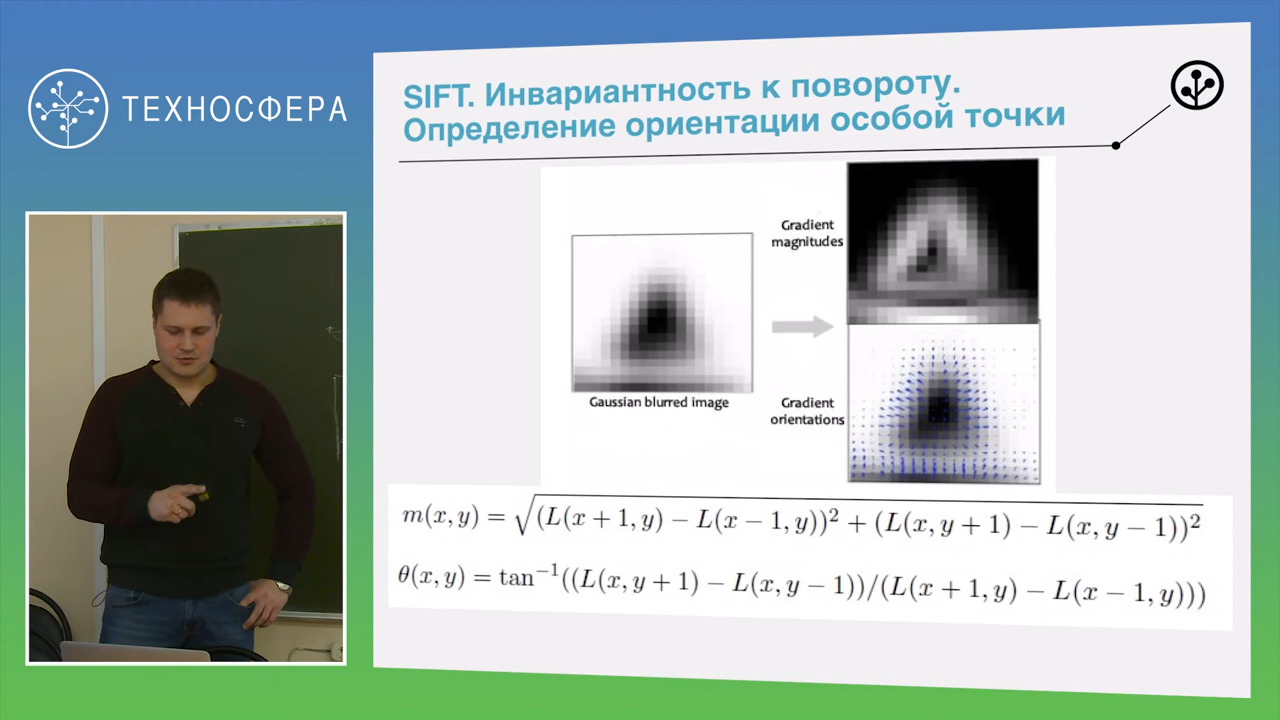 ТЕХНОСФЕРА
SIFT. Инвариантность к повороту.
Определение ориентации особой точки
Gradient
magnitudes
Gaussian blurred image
Gradient
orientations
m(x, y) = √((L(x + 1, y) − L(x − 1, y))² + (L(x, y + 1) − L(x, y − 1))²)
θ(x, y) = tan⁻¹((L(x, y + 1) − L(x, y − 1))/(L(x + 1, y) − L(x − 1, y)))